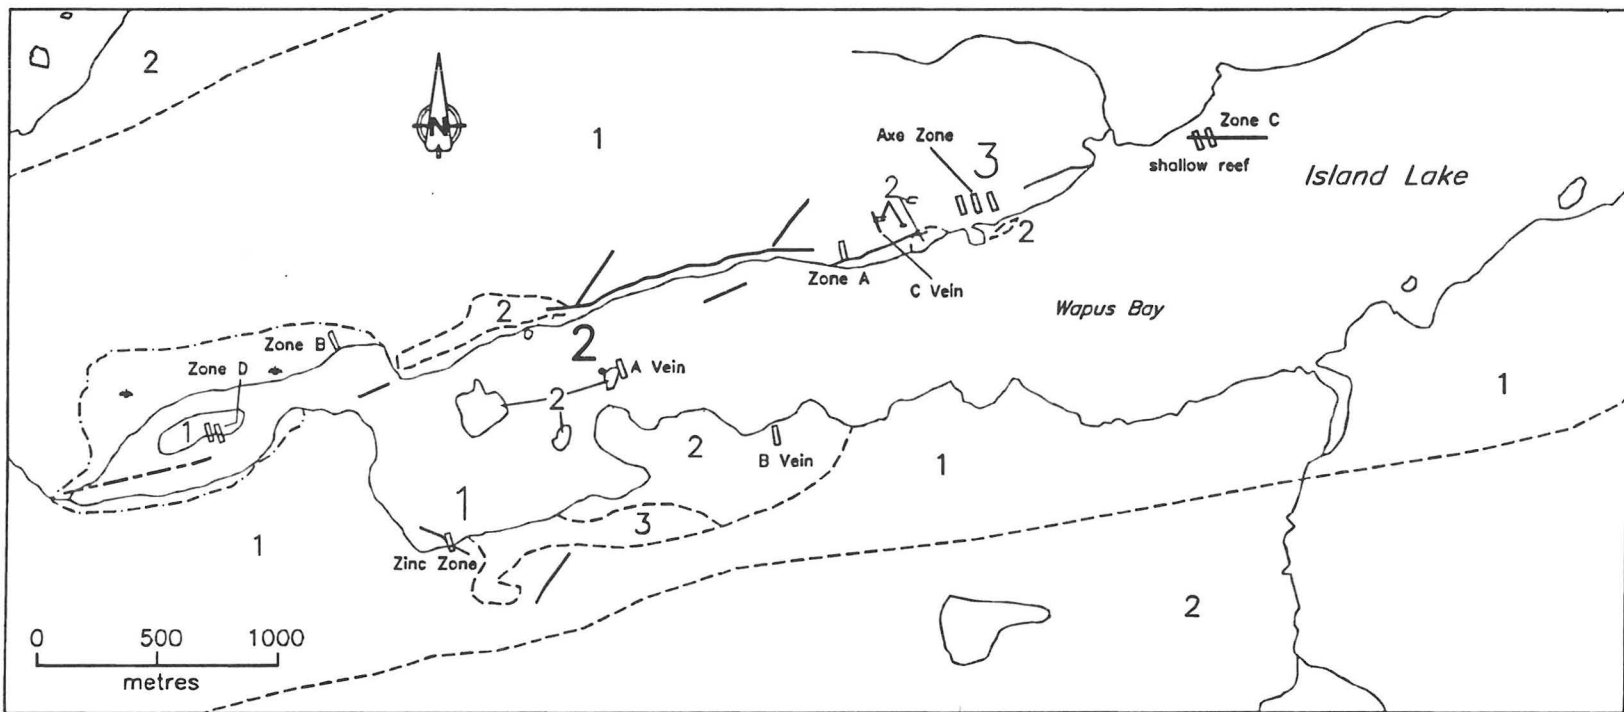 2
N
1
Axe Zone
3
Zone C
shallow reef
Island Lake
2
2
Zone A
C Vein
Wapus Bay
2
2
Zone B
Zone D
A Vein
2
1
1
2
B Vein
1
1
3
1
Zinc Zone
2
0 500 1000
metres